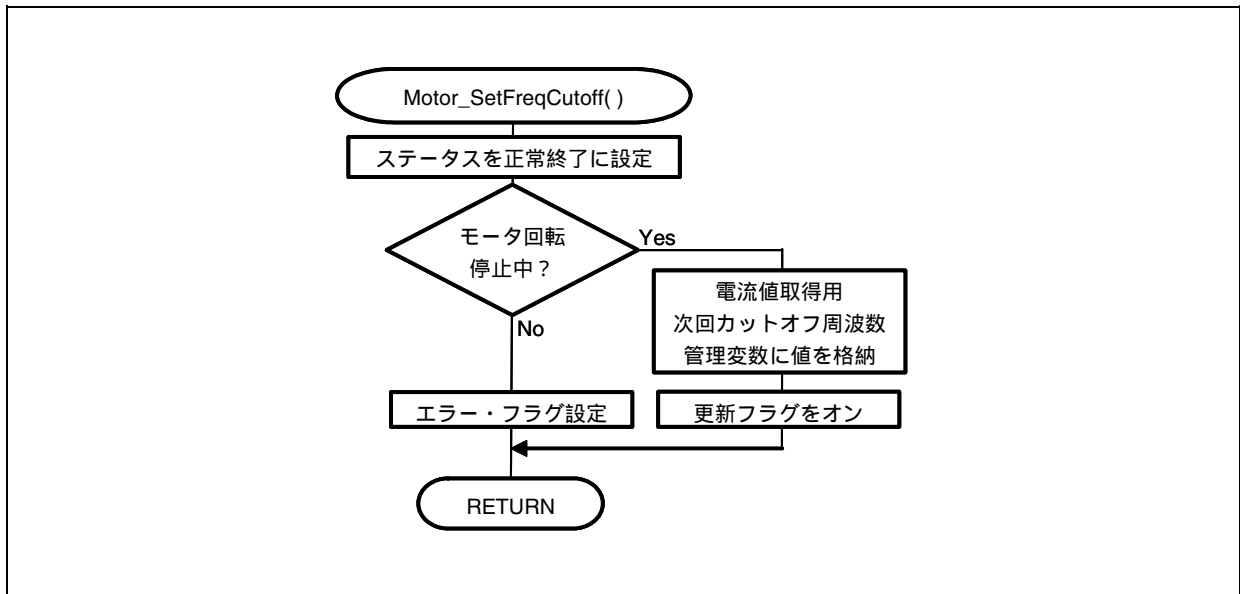 Motor_SetFreqCutoff( )
ステータスを正常終了に設定
モータ回転
停止中？
Yes
電流値取得用
次回カットオフ周波数
管理変数に値を格納
No
エラー・フラグ設定
更新フラグをオン
RETURN